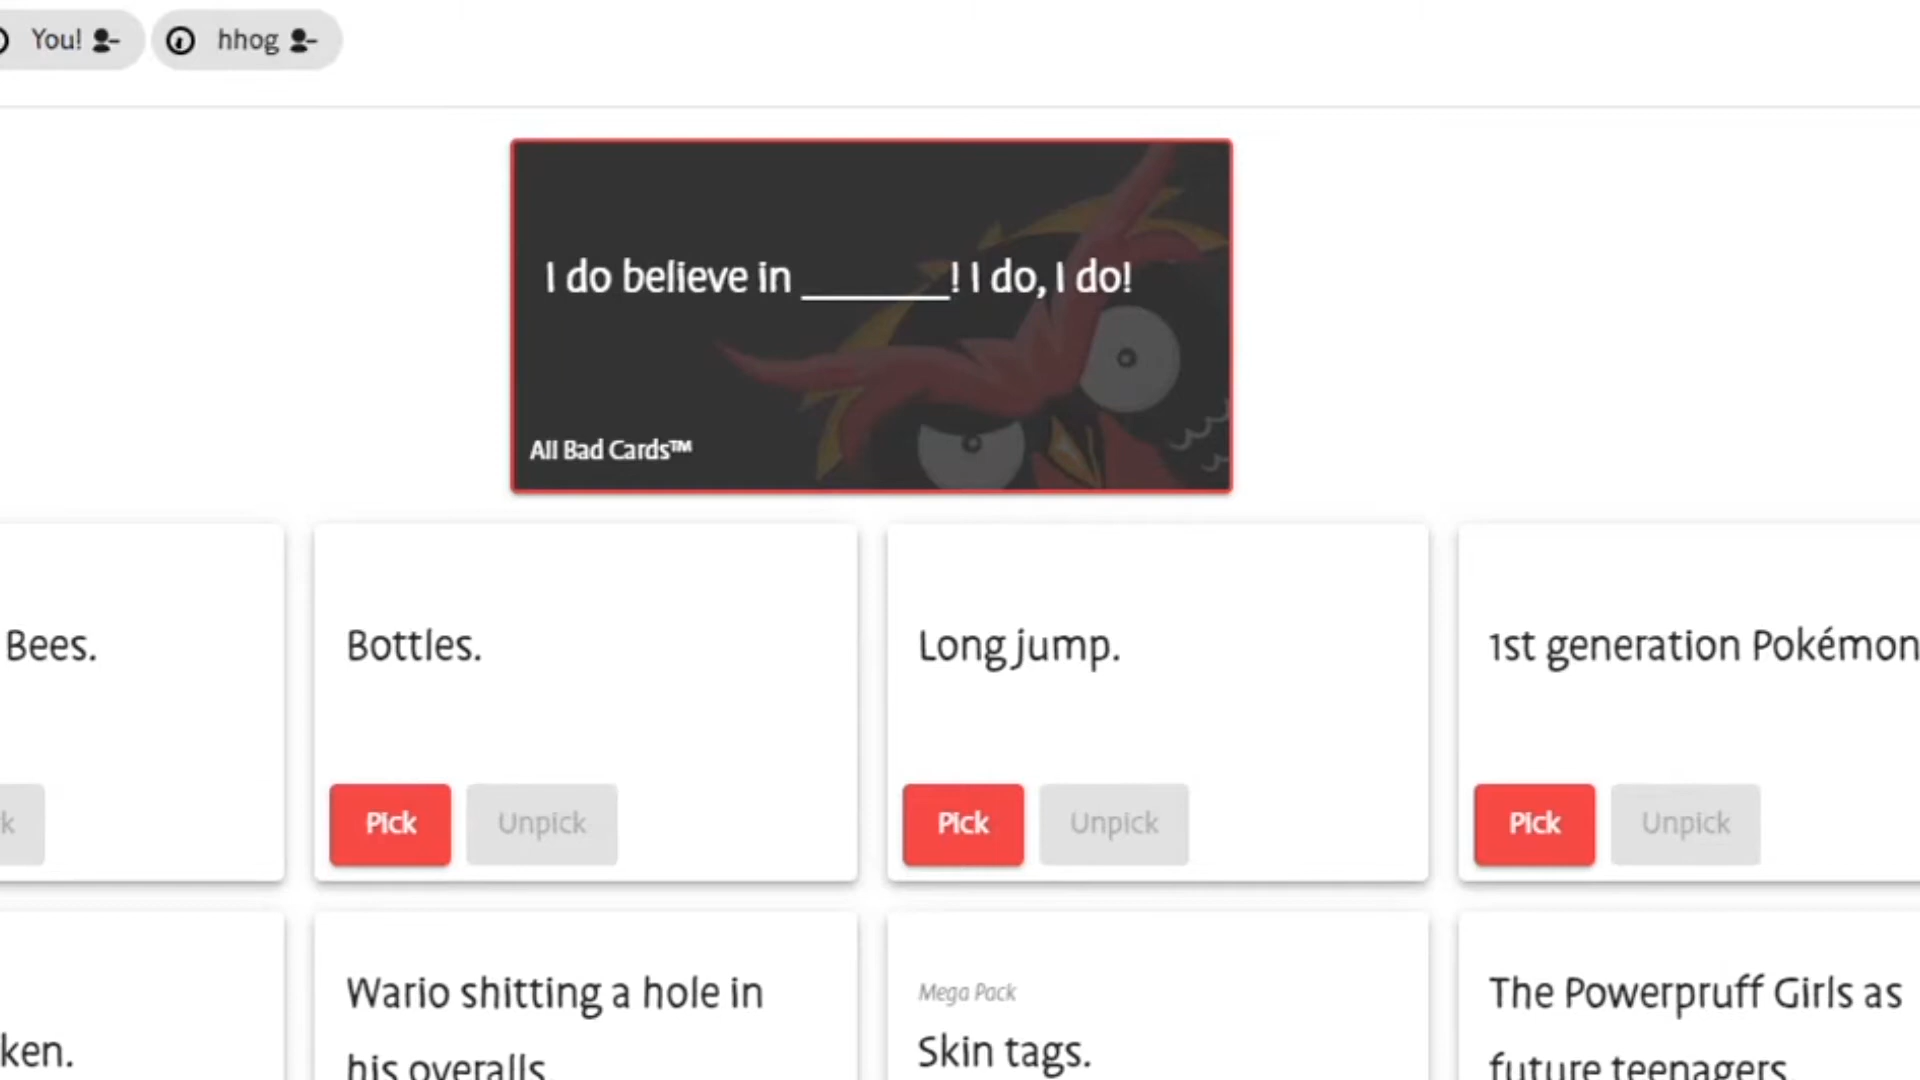 You!
hhog
I do believe in _______! I do, I do!
All Bad Cards™
Bees.
Bottles.
Long jump.
1st generation Pokémon
Pick
Unpick
Pick
Unpick
Pick
Unpick
ken.
Wario shitting a hole in
his overalls.
Mega Pack
Skin tags.
The Powerpruff Girls as
future teenagers.